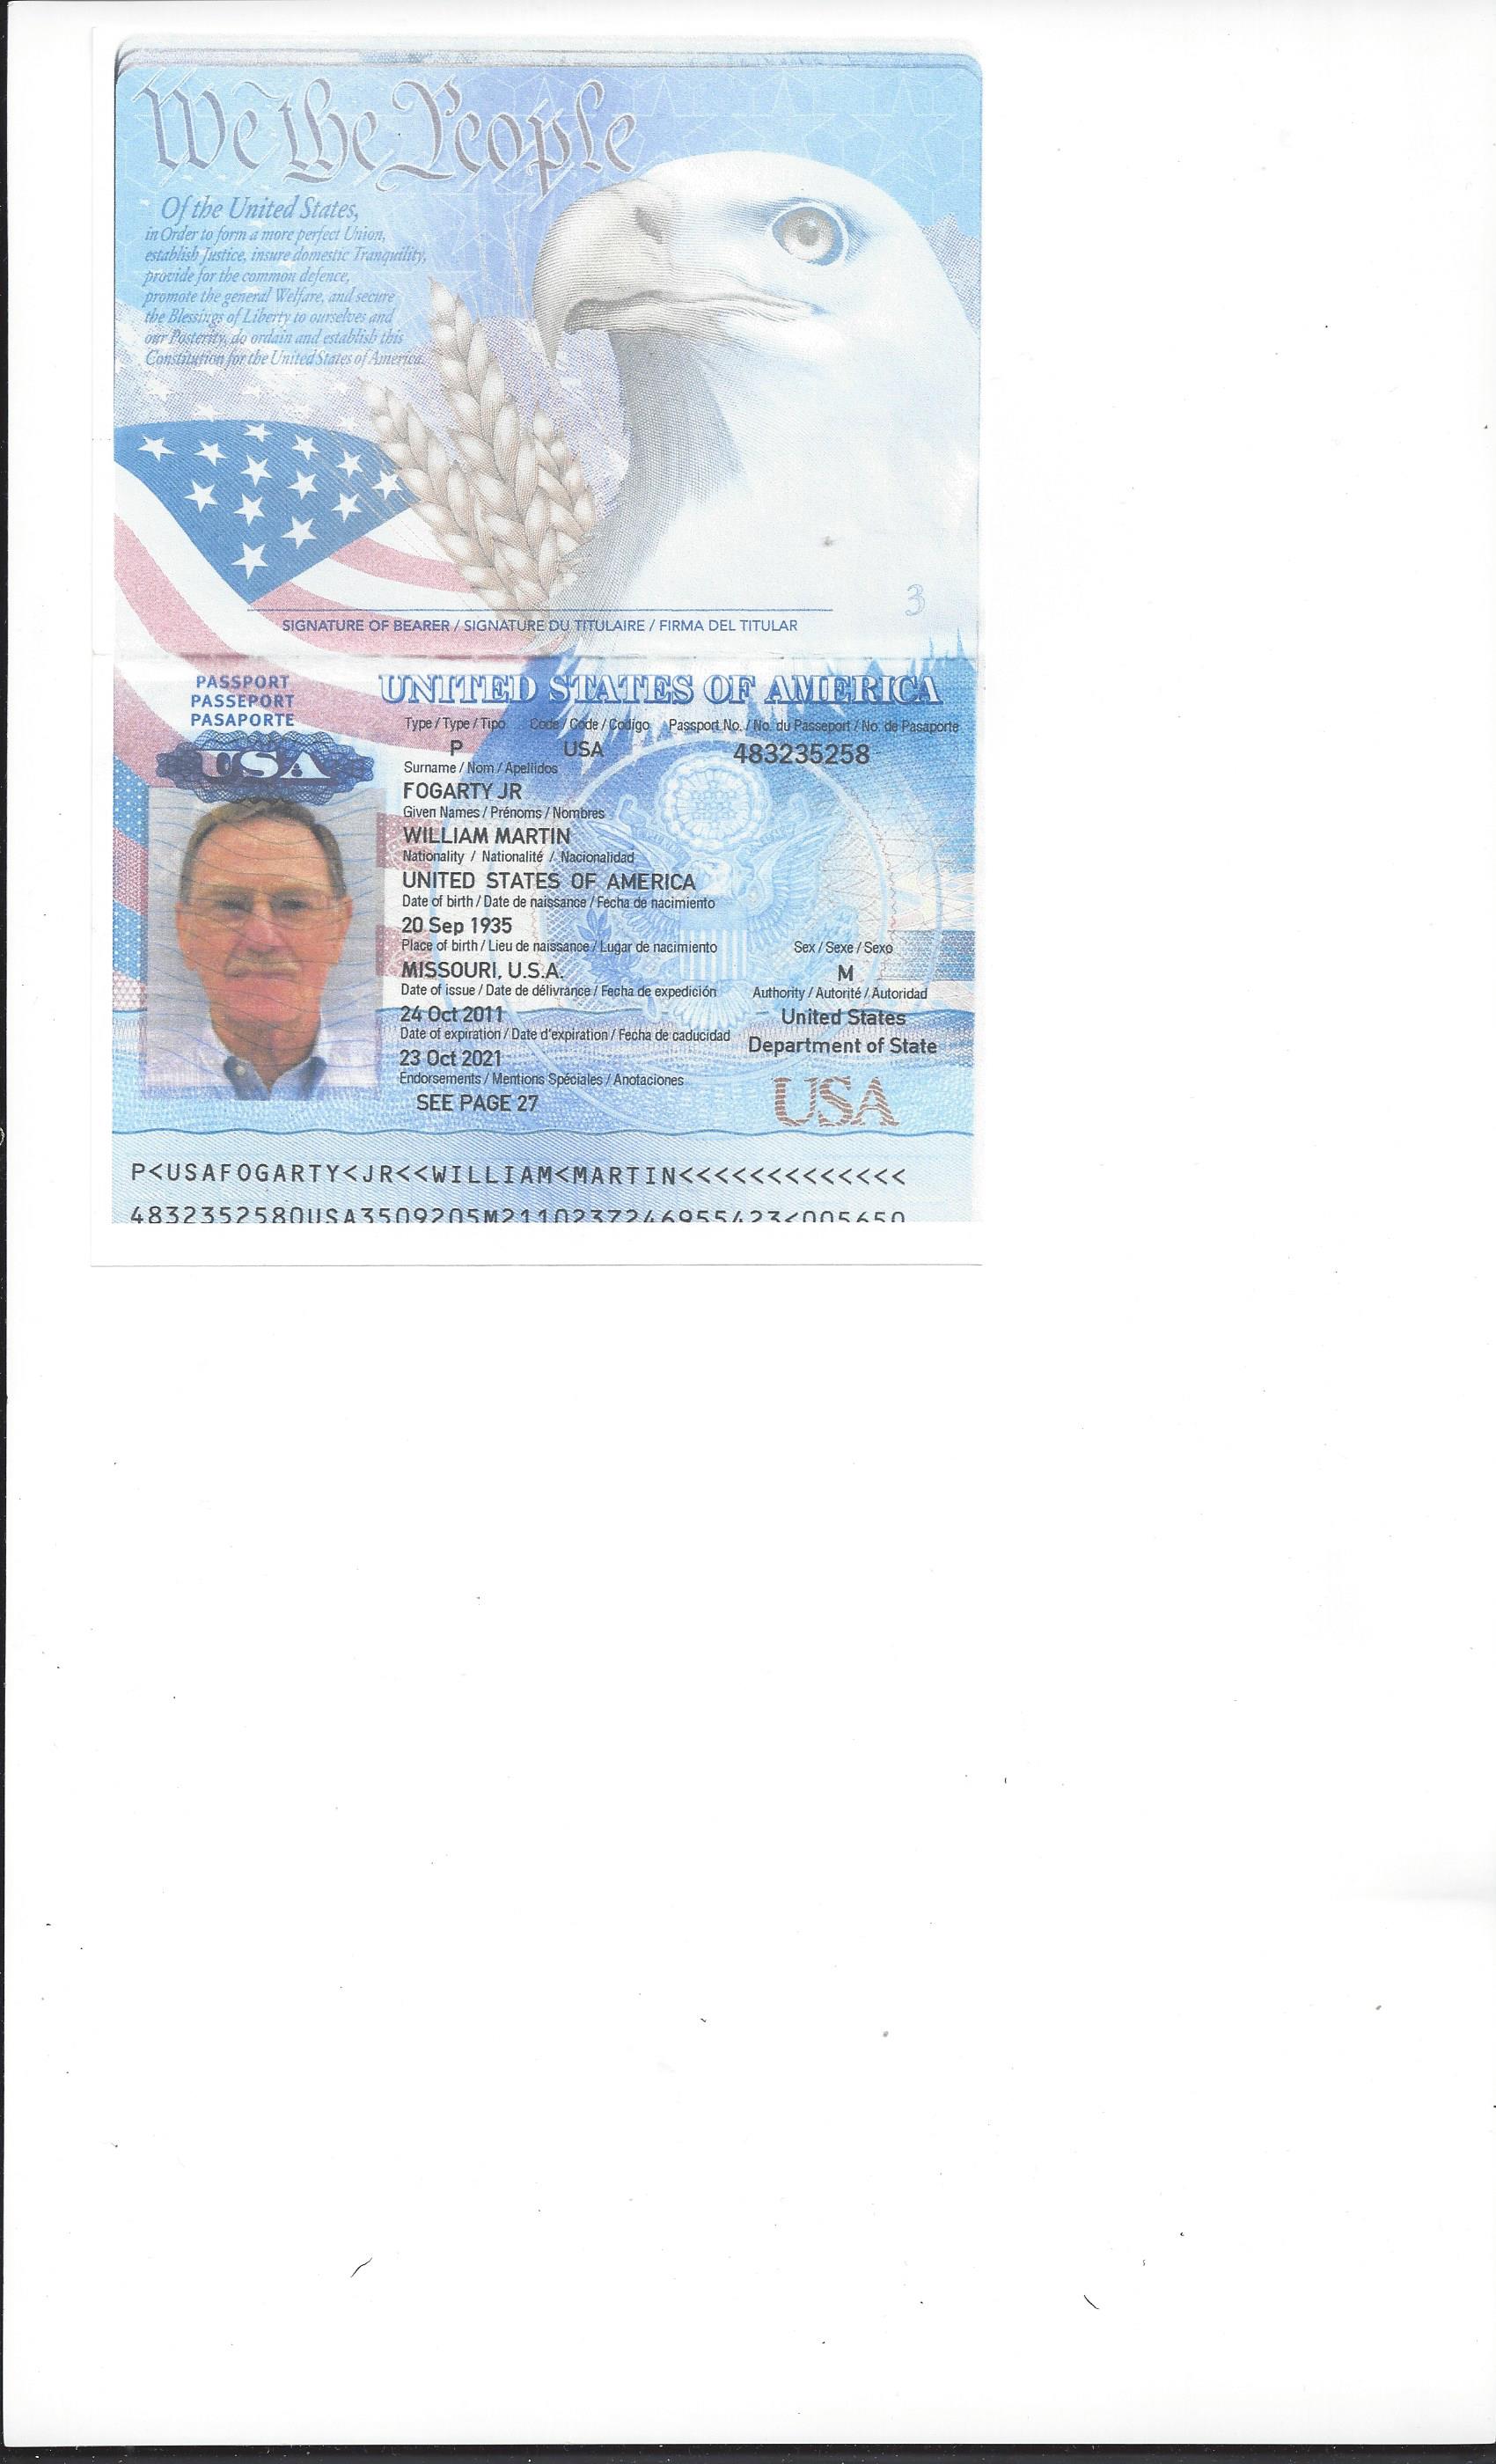 We the People
Of the United States,
in Order to form a more perfect Union,
establish Justice, insure domestic Tranquility,
provide for the common defence,
promote the general Welfare, and secure
the Blessings of Liberty to ourselves and
our Posterity, do ordain and establish this
Constitution for the United States of America.
3
SIGNATURE OF BEARER / SIGNATURE DU TITULAIRE / FIRMA DEL TITULAR
PASSPORT
PASSEPORT
PASAPORTE
USA
UNITED STATES OF AMERICA
Type / Type / Tipo Code / Code / Codigo Passport No. / No. du Passeport / No. de Pasaporte
P USA 483235258
Surname / Nom / Apellidos
FOGARTY JR
Given Names / Prénoms / Nombres
WILLIAM MARTIN
Nationality / Nationalité / Nacionalidad
UNITED STATES OF AMERICA
Date of birth / Date de naissance / Fecha de nacimiento
20 Sep 1935
Place of birth / Lieu de naissance / Lugar de nacimiento Sex / Sexe / Sexo
MISSOURI, U.S.A. M
Date of issue / Date de délivrance / Fecha de expedición Authority / Autorité / Autoridad
24 Oct 2011 United States
Date of expiration / Date d'expiration / Fecha de caducidad Department of State
23 Oct 2021
Endorsements / Mentions Spéciales / Anotaciones
SEE PAGE 27 USA
P<USAFOGARTY<JR<<WILLIAM<MARTIN<<<<<<<<<<<<<